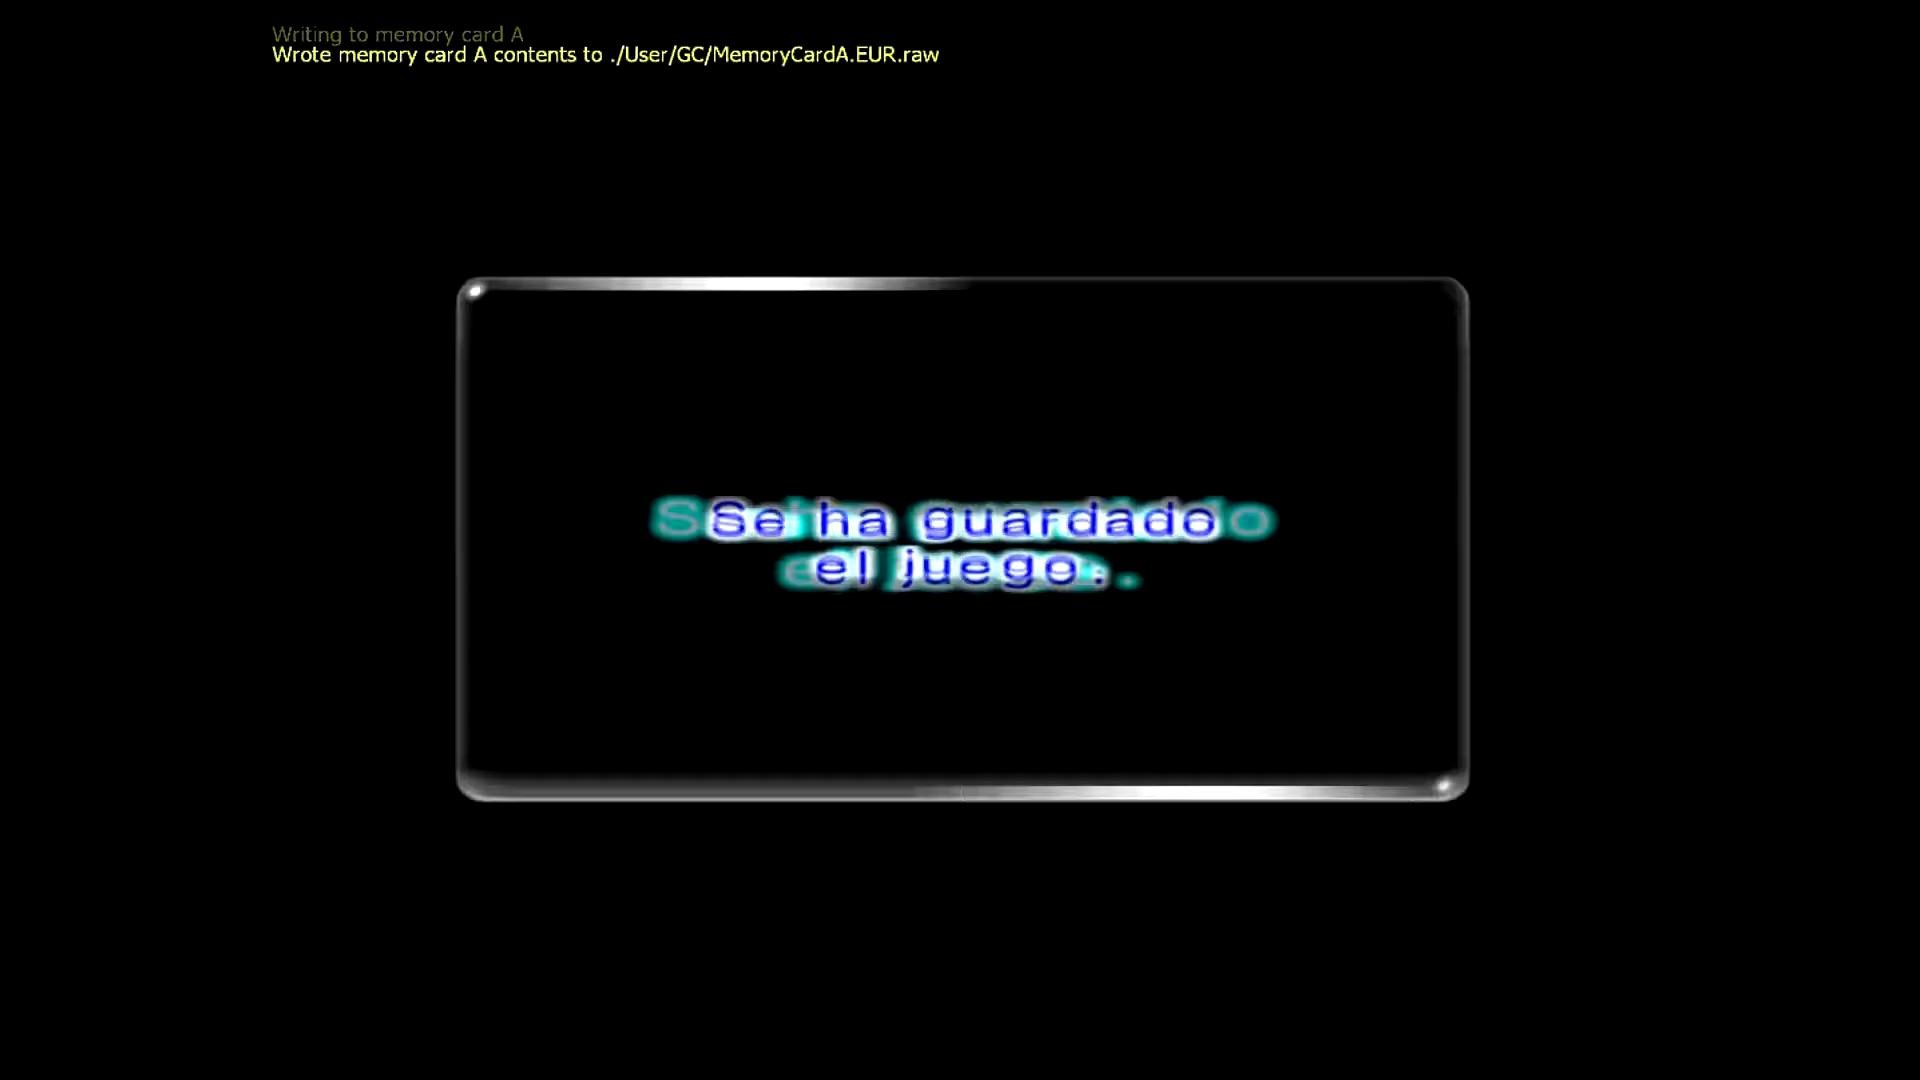 Writing to memory card A
Wrote memory card A contents to ./User/GC/MemoryCardA.EUR.raw
Se ha guardado
el juego.